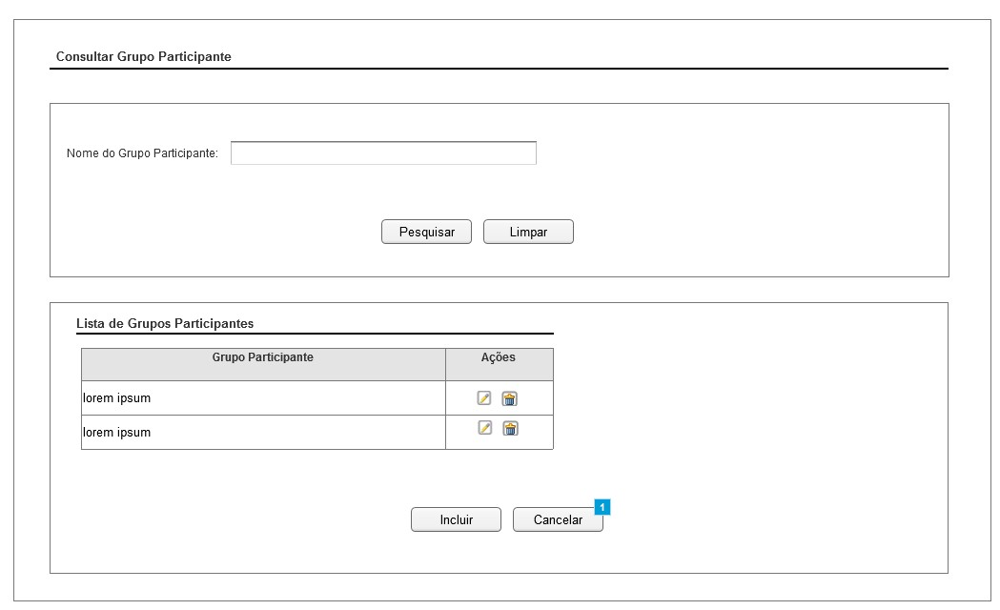 Consultar Grupo Participante
Nome do Grupo Participante:
Pesquisar Limpar
Lista de Grupos Participantes
Grupo Participante Ações
lorem ipsum
lorem ipsum
1
Incluir Cancelar